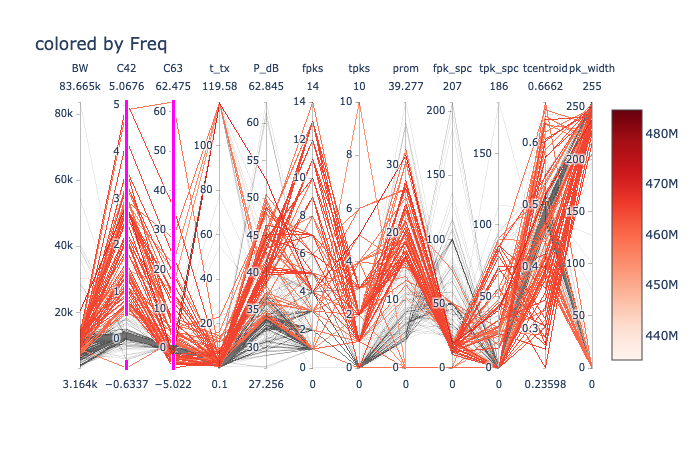 colored by Freq
BW C42 C63 t_tx P_dB fpks tpks prom fpk_spc tpk_spc tcentroid pk_width
83.665k 5.0676 62.475 119.58 62.845 14 10 39.277 207 186 0.6662 255
80k 60k 40k 20k
5 4 3 2 1 0
60 50 40 30 20 10 0
100 80 60 40 20
60 55 50 45 40 35 30
14 12 10 8 6 4 2 0
10 8 6 4 2 0
30 20 10 0
200 150 100 50 0
150 100 50 0
0.6 0.5 0.4 0.3
250 200 150 100 50 0
3.164k −0.6337 −5.022 0.1 27.256 0 0 0 0 0 0.23598 0
480M
470M
460M
450M
440M